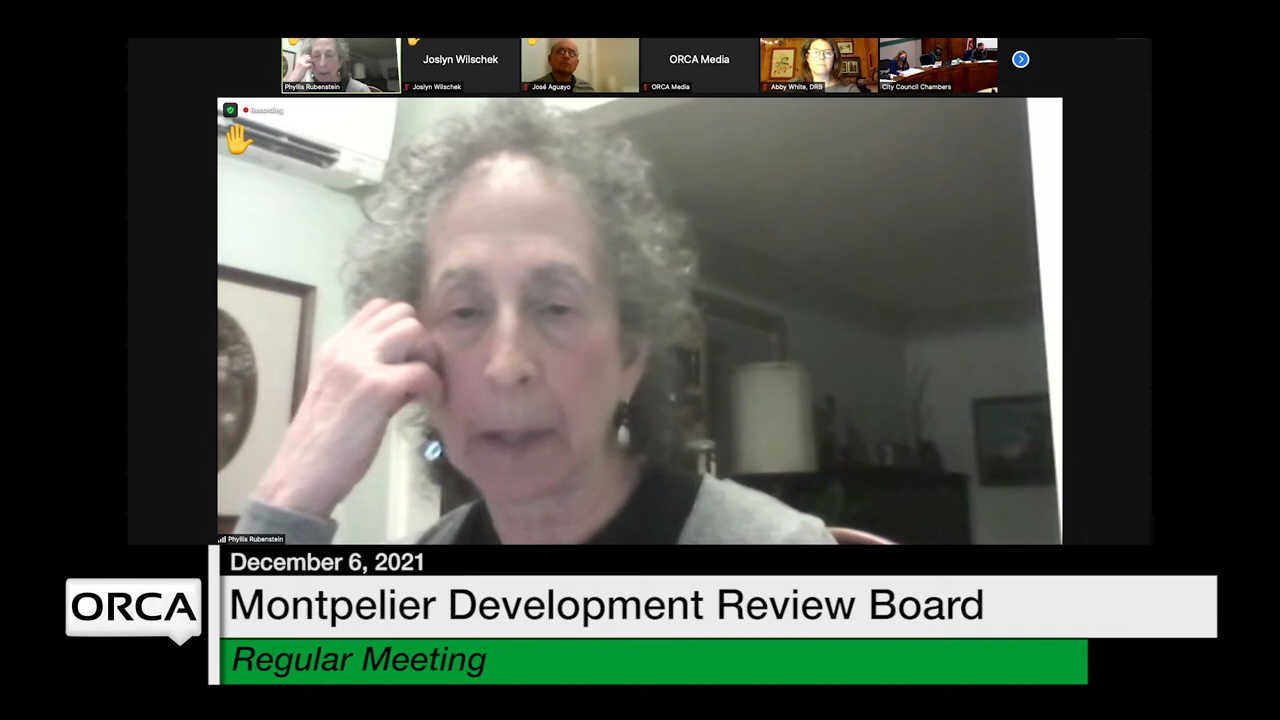 Joslyn Wilschek
ORCA Media
Phyllis Rubenstein
Joslyn Wilschek
José Aguayo
ORCA Media
Abby White, DRB
City Council Chambers
Recording
Phyllis Rubenstein
December 6, 2021
ORCA
Montpelier Development Review Board
Regular Meeting